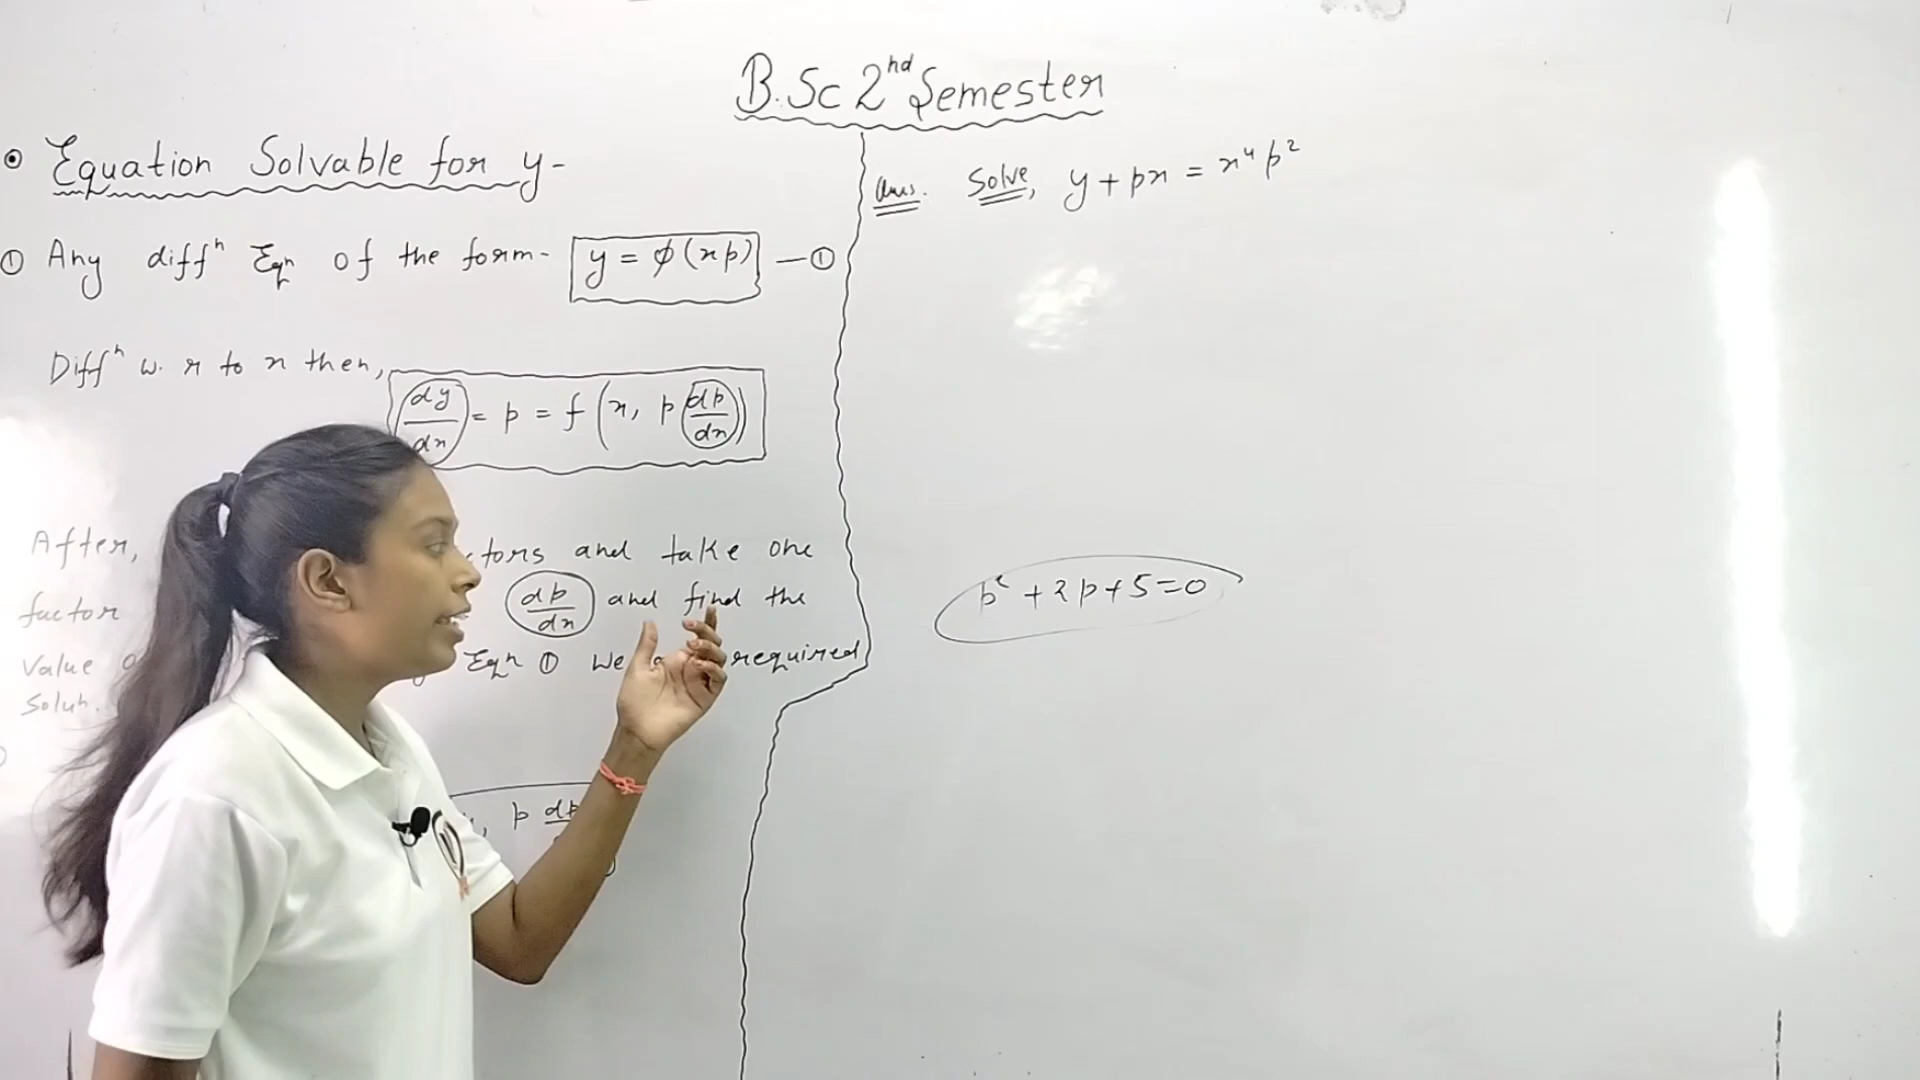 B.Sc 2nd Semester
Equation Solvable for y-
① Any diffn Eqn of the form- y = φ(xp) —①
Diffn w. r to x then,
dy/dx = p = f(x, p dp/dx)
After, tors and take one
factor dp/dx and find the
Value Eqn ① We required
Soluh.
, p dp
Ans. Solve, y + px = x⁴p²
p² + 2p + 5 = 0